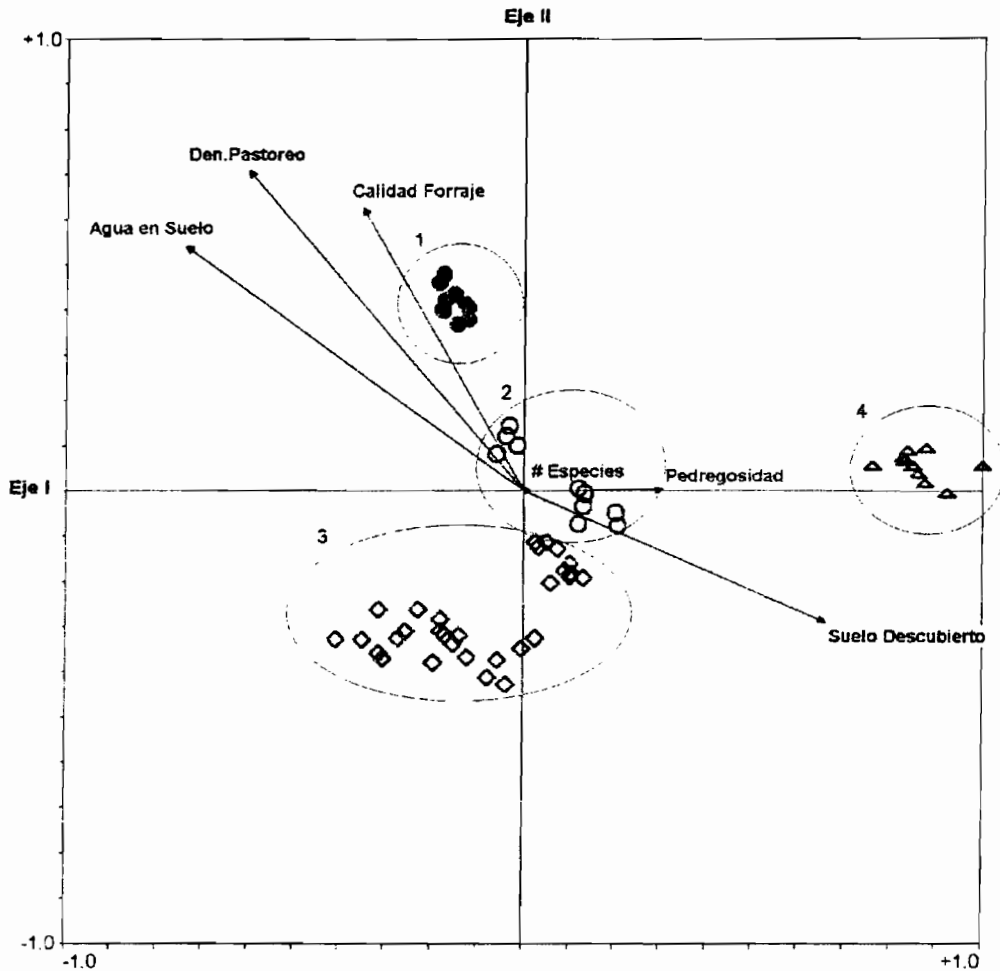 Eje II
+1.0
Den.Pastoreo
Calidad Forraje
Agua en Suelo
1
2
4
# Especies
Pedregosidad
Eje I
3
Suelo Descubierto
-1.0
-1.0
+1.0